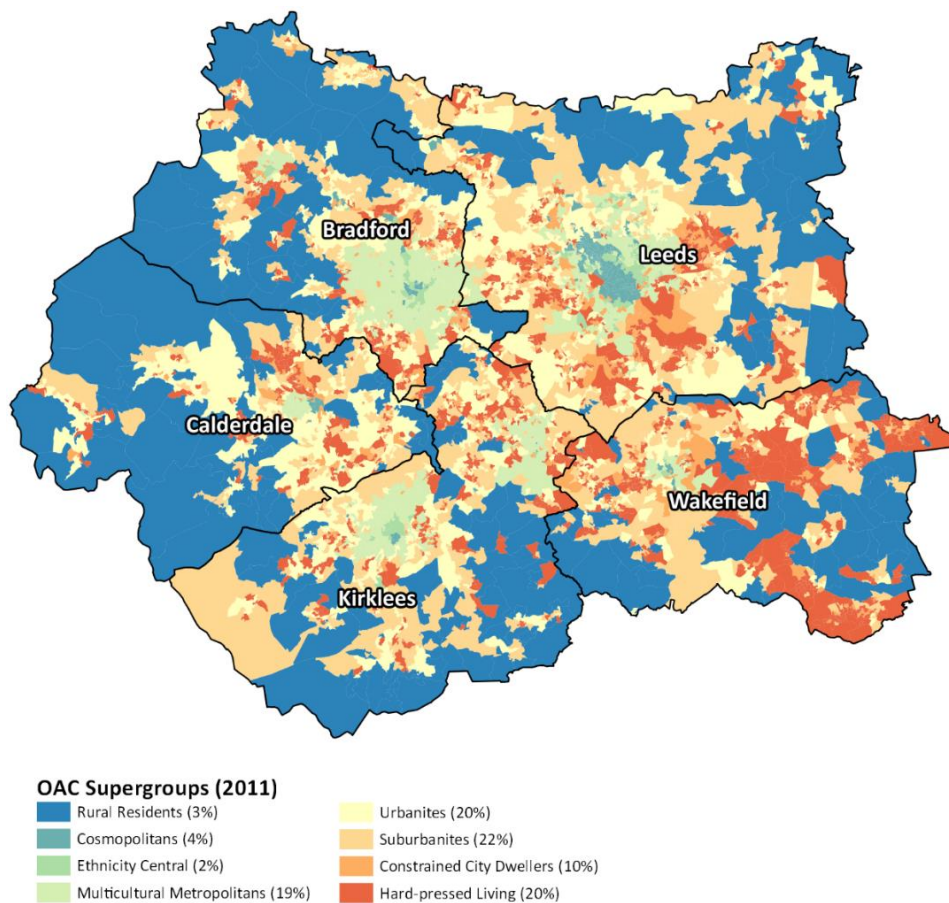 Bradford
Leeds
Calderdale
Wakefield
Kirklees
OAC Supergroups (2011)
Rural Residents (3%)
Cosmopolitans (4%)
Ethnicity Central (2%)
Multicultural Metropolitans (19%)
Urbanites (20%)
Suburbanites (22%)
Constrained City Dwellers (10%)
Hard-pressed Living (20%)